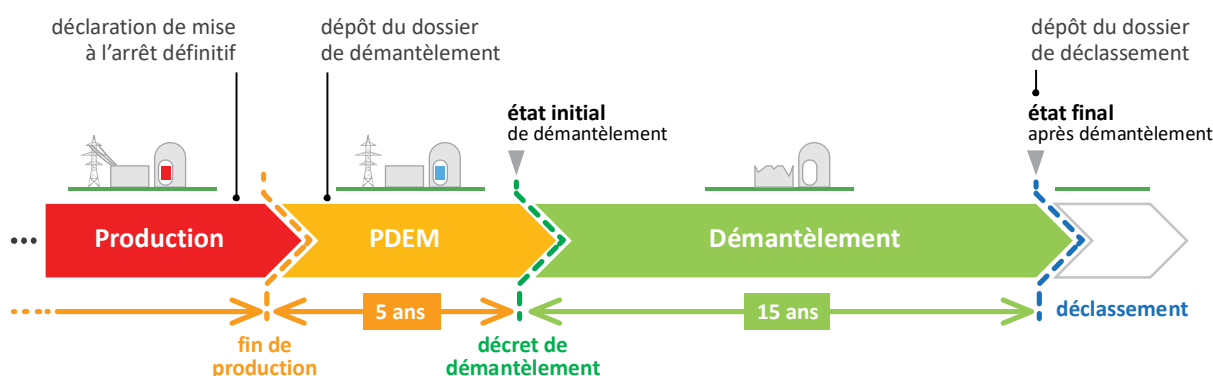 déclaration de mise
à l’arrêt définitif
dépôt du dossier
de démantèlement
dépôt du dossier
de déclassement
état initial
de démantèlement
état final
après démantèlement
Production
PDEM
Démantèlement
5 ans
15 ans
déclassement
fin de
production
décret de
démantèlement